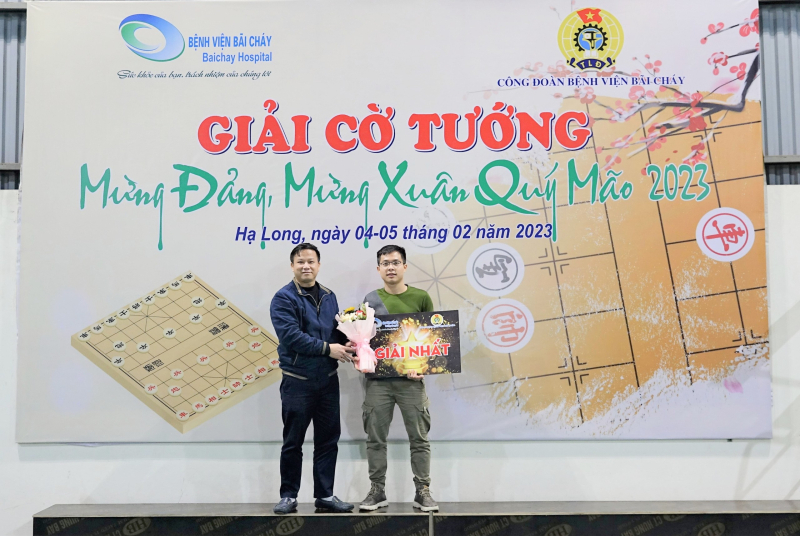 BỆNH VIỆN BÃI CHÁY
Baichay Hospital
Sức khỏe của bạn, trách nhiệm của chúng tôi
TLĐ
CÔNG ĐOÀN BỆNH VIỆN BÃI CHÁY
GIẢI CỜ TƯỚNG
Mừng Đảng, Mừng Xuân Quý Mão 2023
Hạ Long, ngày 04-05 tháng 02 năm 2023
GIẢI NHẤT